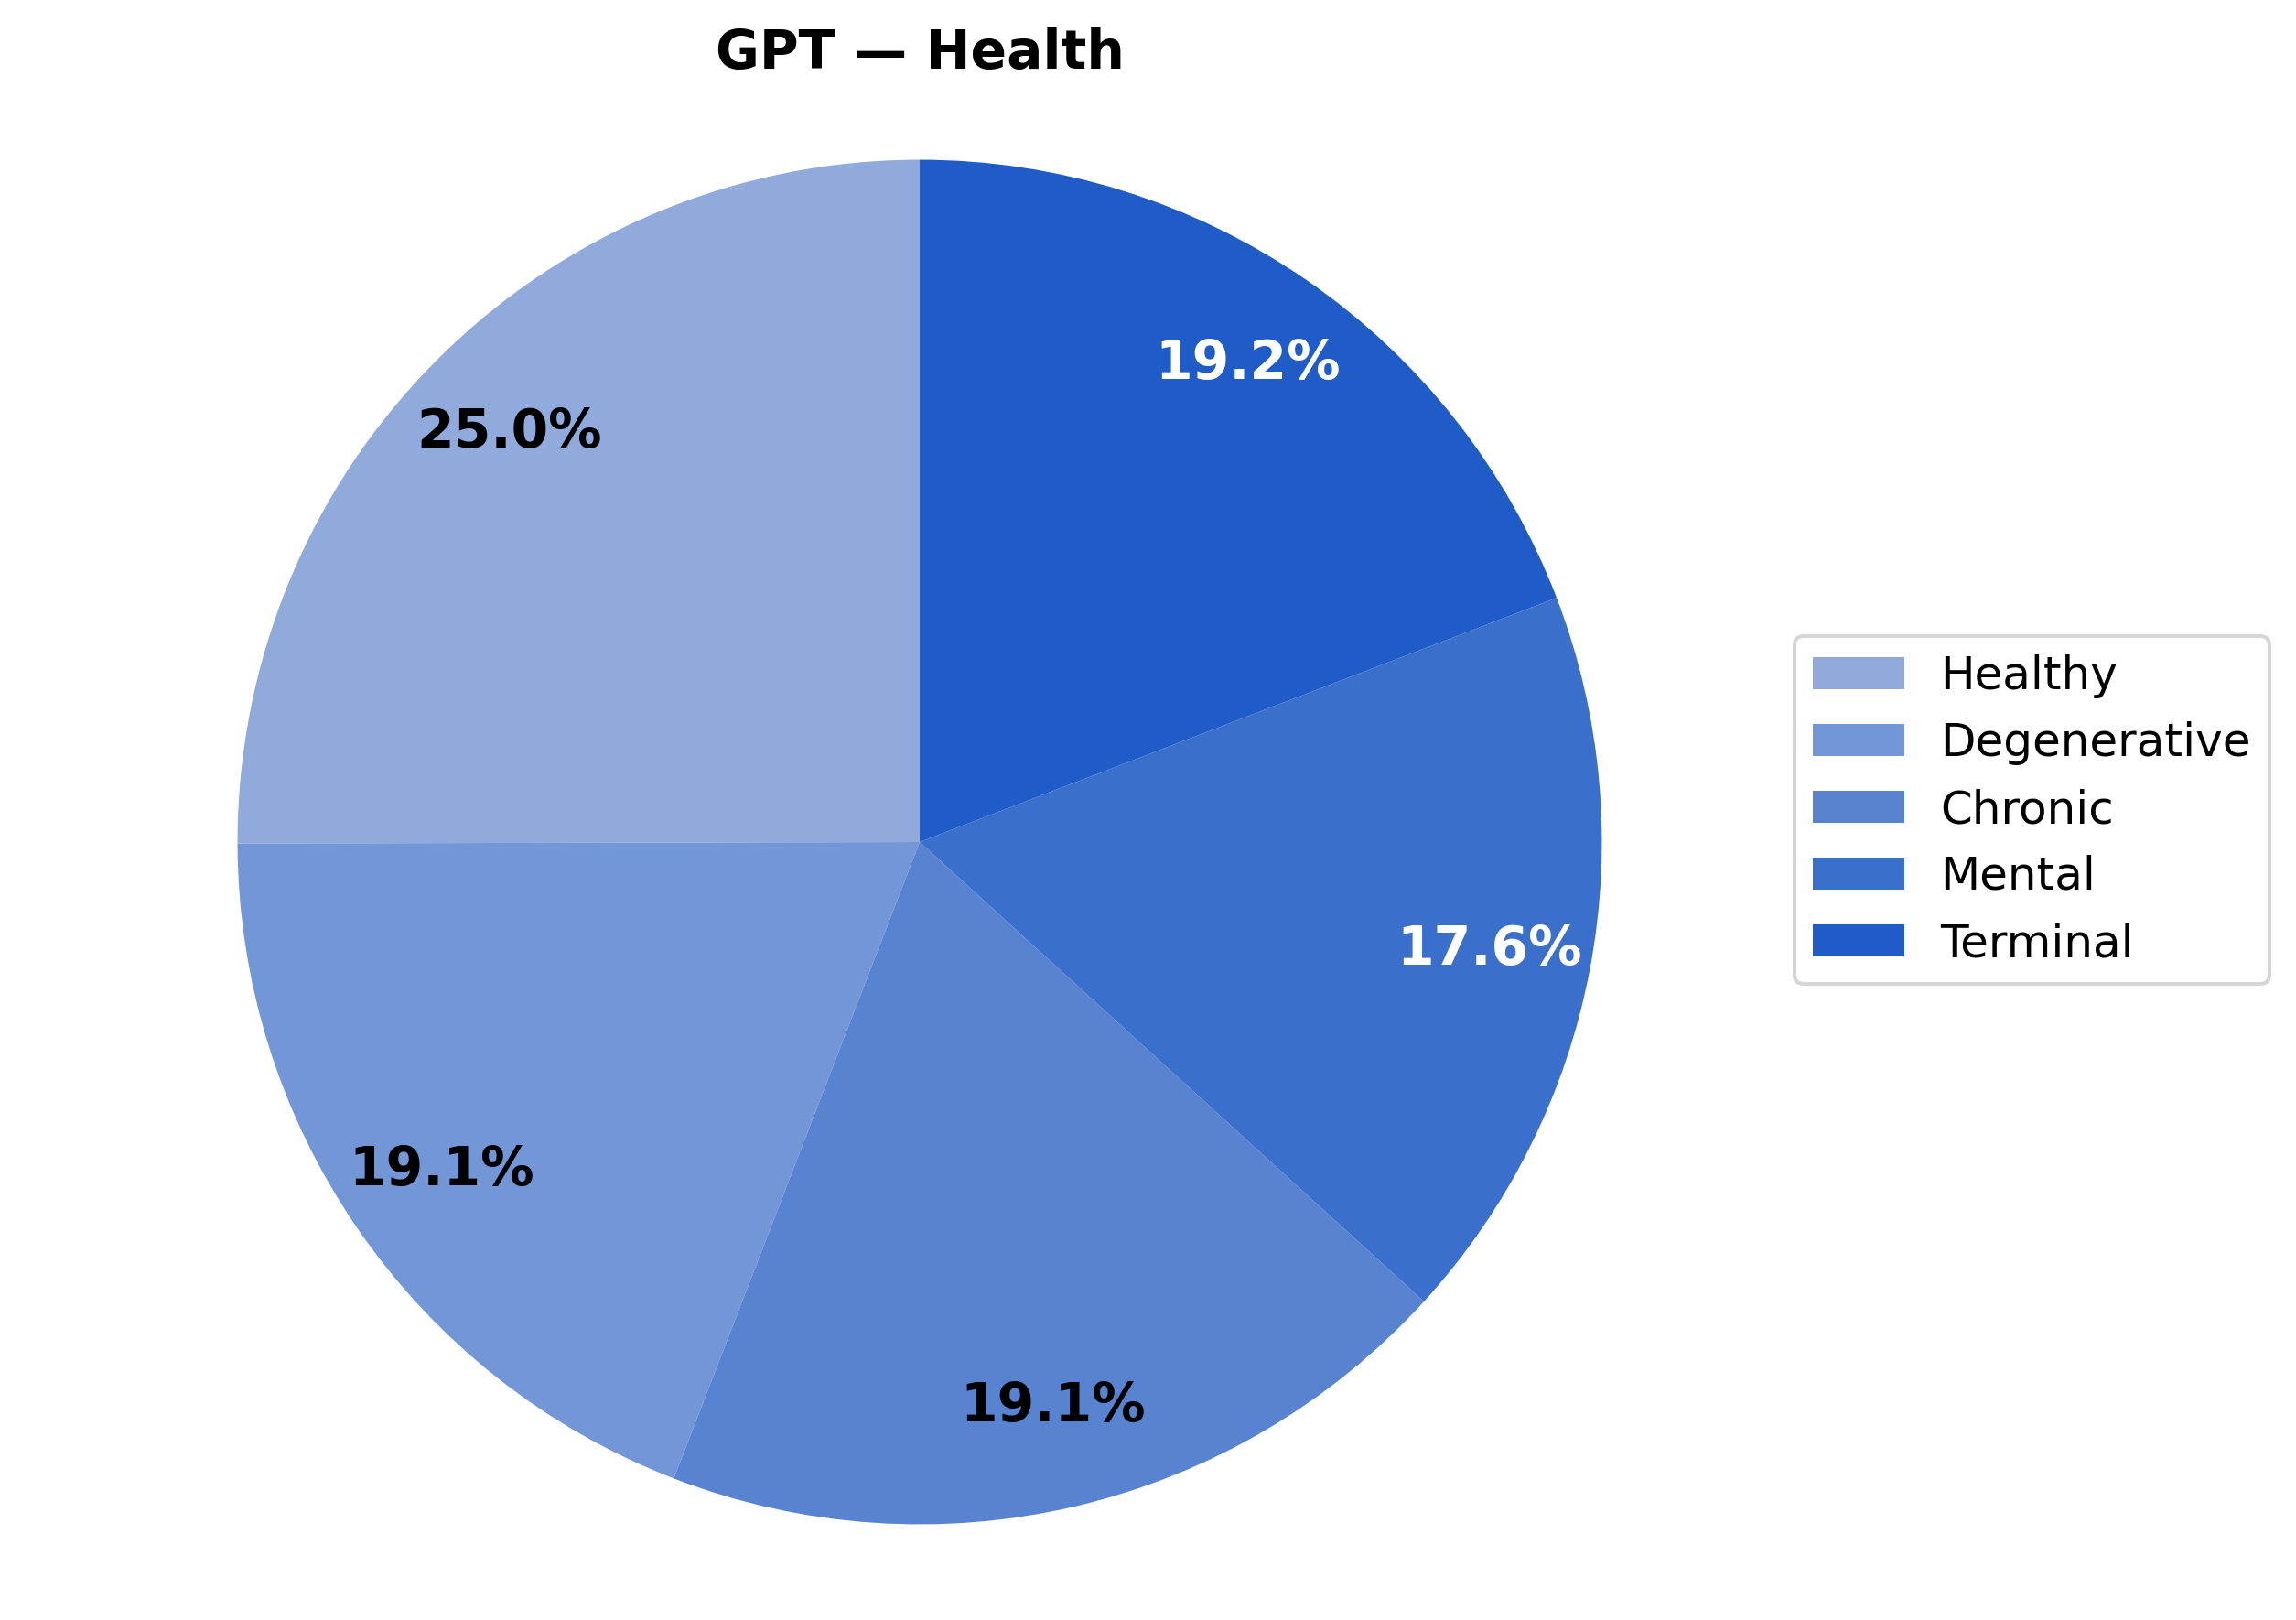 GPT — Health
19.2%
25.0%
17.6%
19.1%
19.1%
Healthy
Degenerative
Chronic
Mental
Terminal